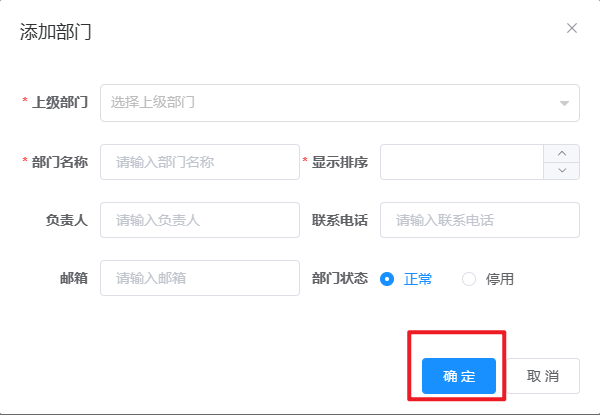 添加部门
* 上级部门 选择上级部门
* 部门名称 请输入部门名称 * 显示排序
负责人 请输入负责人 联系电话 请输入联系电话
邮箱 请输入邮箱 部门状态 正常 停用
确 定 取 消